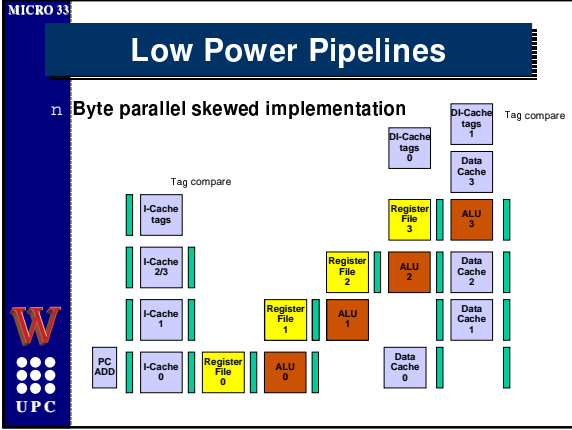 MICRO 33
Low Power Pipelines
n Byte parallel skewed implementation
DI-Cache
tags
1
Tag compare
DI-Cache
tags
0
Data
Cache
3
Tag compare
I-Cache
tags
Register
File
3
ALU
3
I-Cache
2/3
Register
File
2
ALU
2
Data
Cache
2
I-Cache
1
Register
File
1
ALU
1
Data
Cache
1
PC
ADD
I-Cache
0
Register
File
0
ALU
0
Data
Cache
0
W
UPC